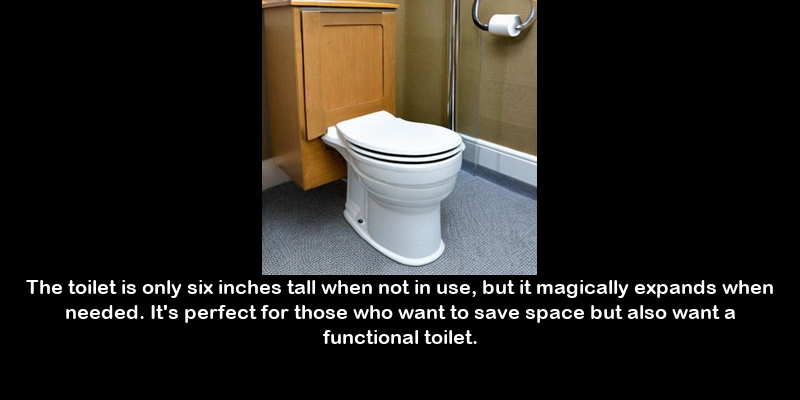 The toilet is only six inches tall when not in use, but it magically expands when
needed. It's perfect for those who want to save space but also want a
functional toilet.